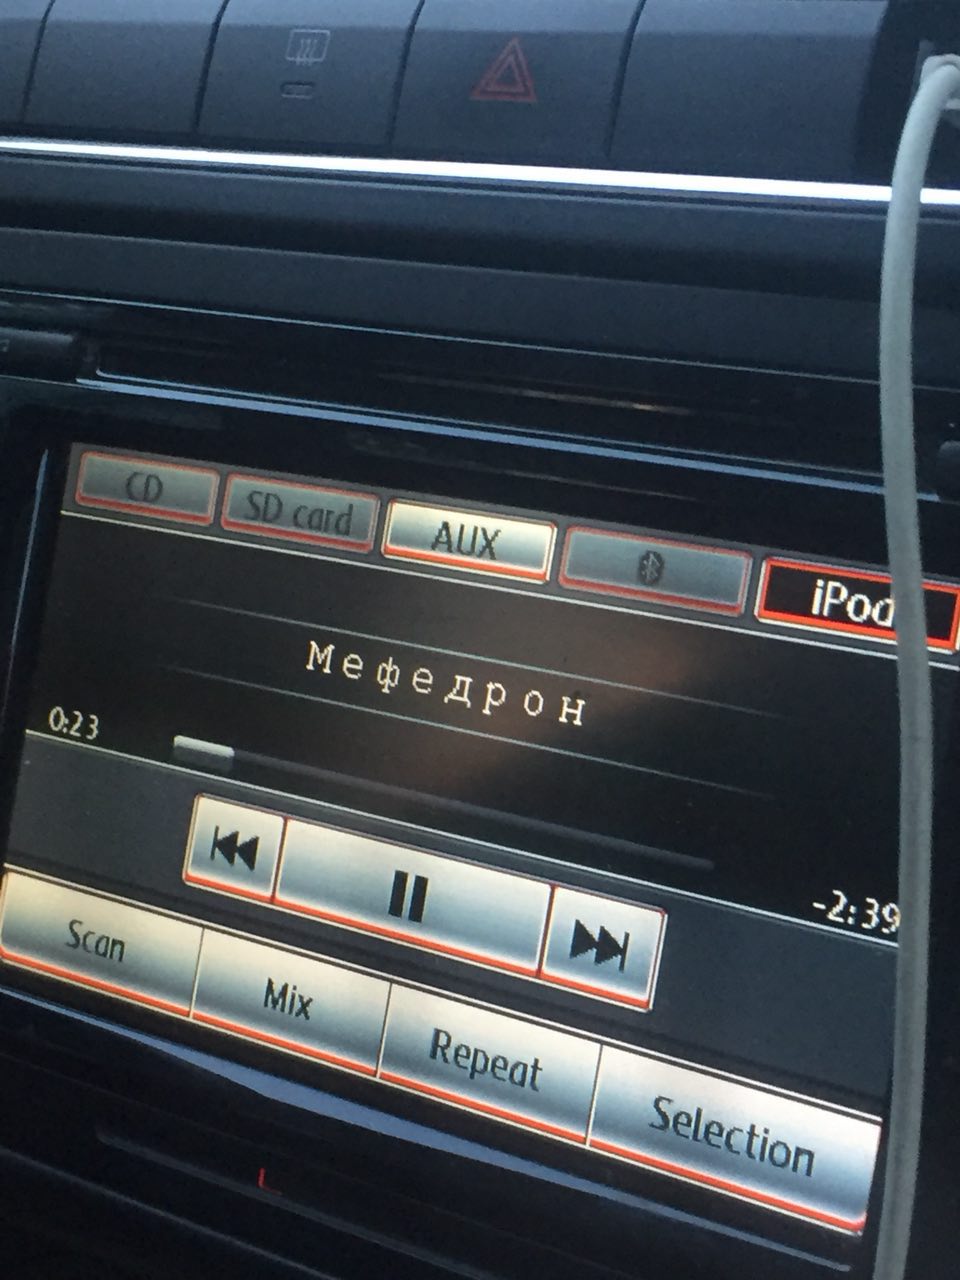 CD SD card AUX iPod
Мефедрон
0:23
-2:39
Scan Mix Repeat Selection